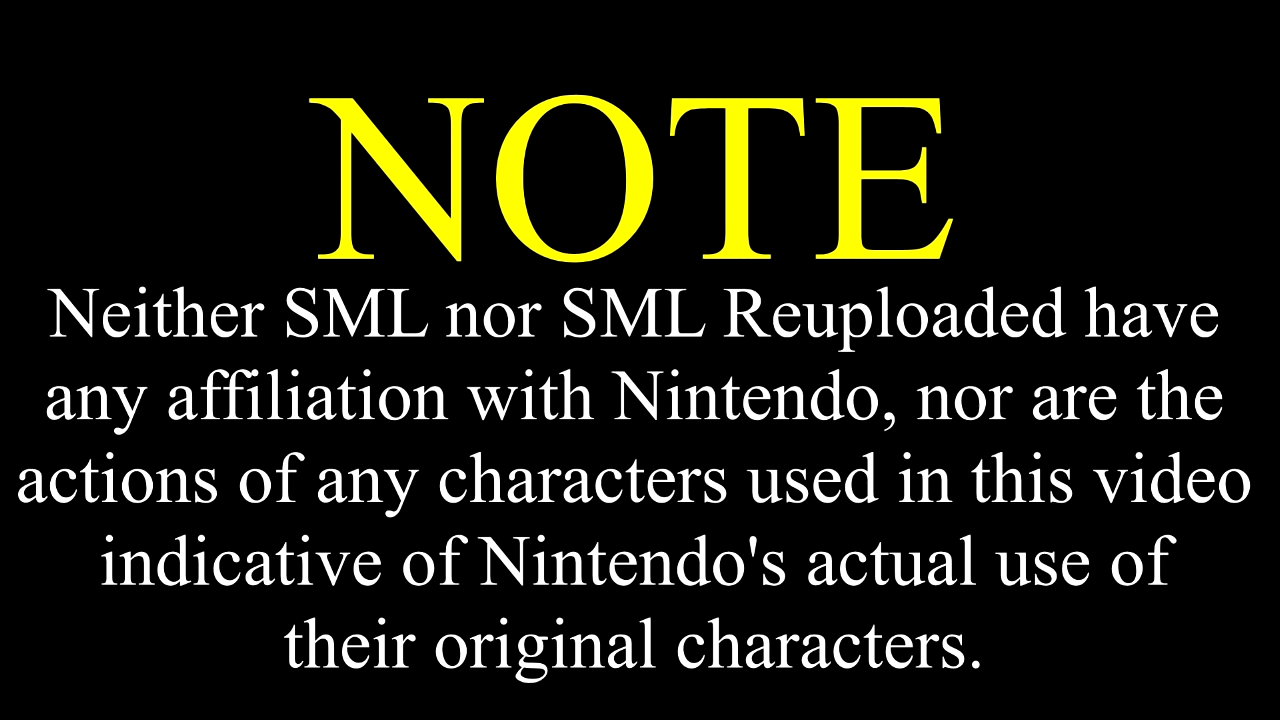 NOTE
Neither SML nor SML Reuploaded have
any affiliation with Nintendo, nor are the
actions of any characters used in this video
indicative of Nintendo's actual use of
their original characters.